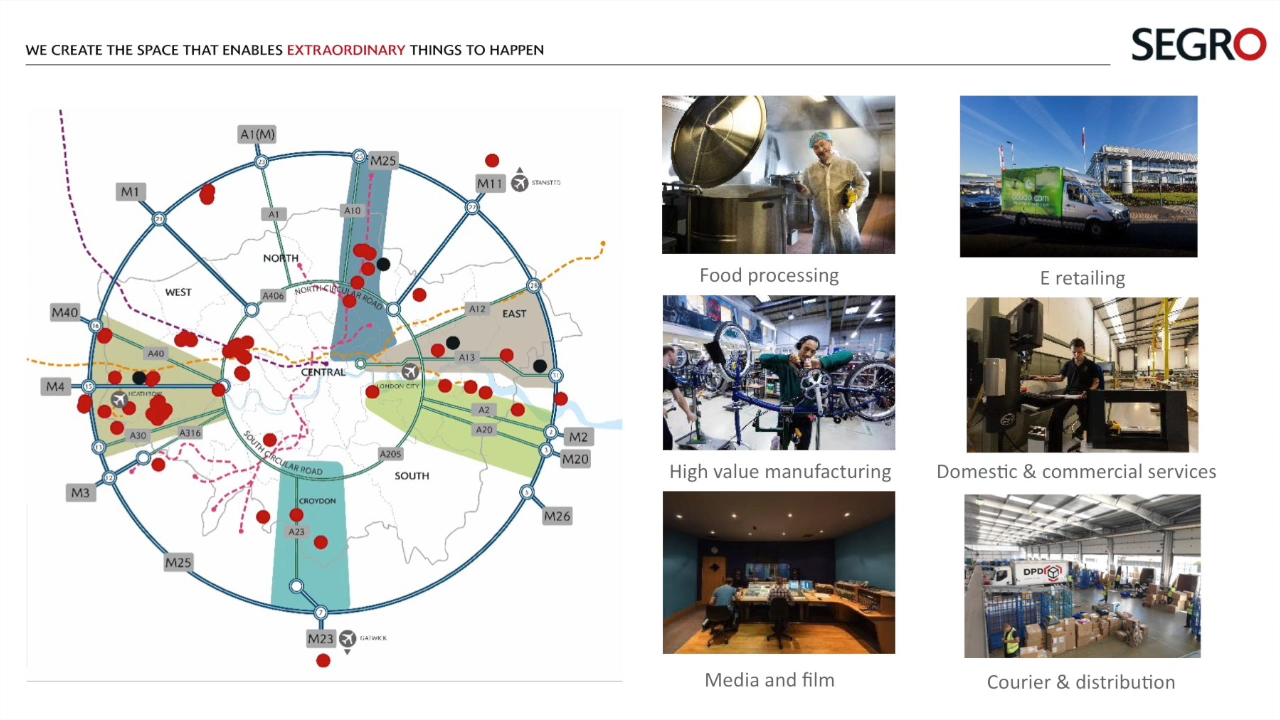 WE CREATE THE SPACE THAT ENABLES EXTRAORDINARY THINGS TO HAPPEN
SEGRO
A1(M)
M25
M11
STANSTED
M1
A1
A10
NORTH
WEST
A406
NORTH CIRCULAR ROAD
A12
EAST
M40
A40
A13
CENTRAL
M4
LONDON CITY
HEATHROW
A2
A30
A316
A20
M2
SOUTH CIRCULAR ROAD
A205
M20
SOUTH
M3
CROYDON
M26
A23
M25
M23
GATWICK
Food processing
ocado.com
E retailing
High value manufacturing
Domestic & commercial services
Media and film
DPD
Courier & distribution